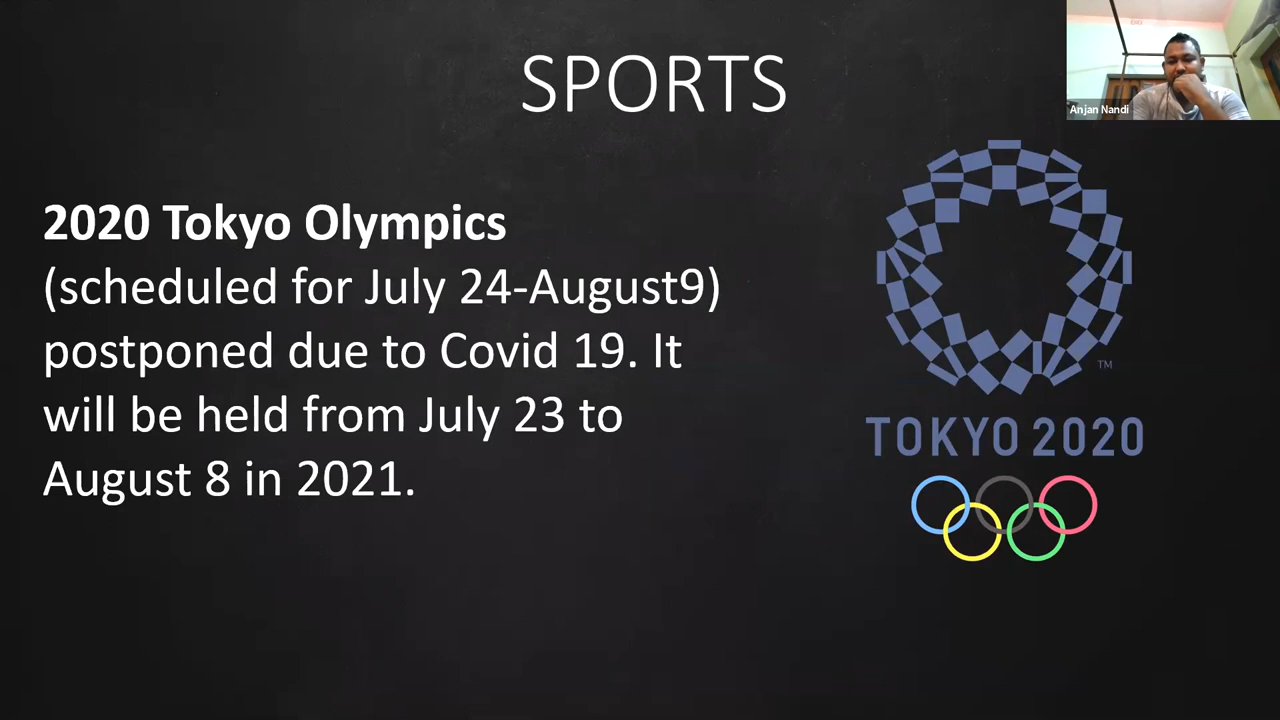 SPORTS
Anjan Nandi
2020 Tokyo Olympics
(scheduled for July 24-August9)
postponed due to Covid 19. It
will be held from July 23 to
August 8 in 2021.
TM
TOKYO 2020